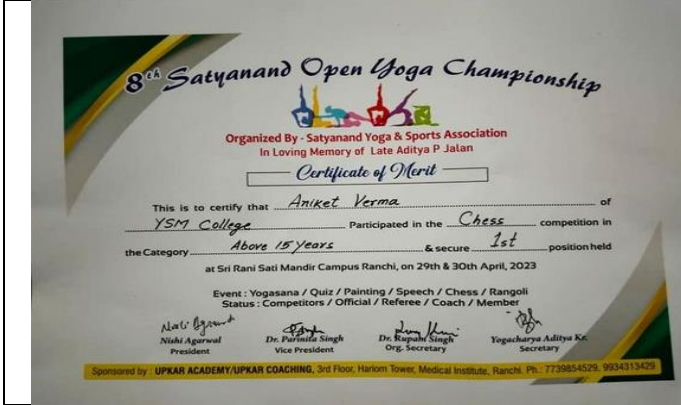 8th Satyanand Open Yoga Championship
Organized By - Satyanand Yoga & Sports Association
In Loving Memory of Late Aditya P Jalan
Certificate of Merit
This is to certify that Aniket Verma of
YSM College Participated in the Chess competition in
the Category Above 15 Years & secure 1st position held
at Sri Rani Sati Mandir Campus Ranchi, on 29th & 30th April, 2023
Event : Yogasana / Quiz / Painting / Speech / Chess / Rangoli
Status : Competitors / Official / Referee / Coach / Member
Nishi Agarwal
Nishi Agarwal Dr. Parinita Singh Dr. Rupam Singh Yogacharya Aditya Kr.
President Vice President Org. Secretary Secretary
Sponsored by : UPKAR ACADEMY/UPKAR COACHING, 3rd Floor, Hariom Tower, Medical Institute, Ranchi. Ph.: 7739854529, 9934313429